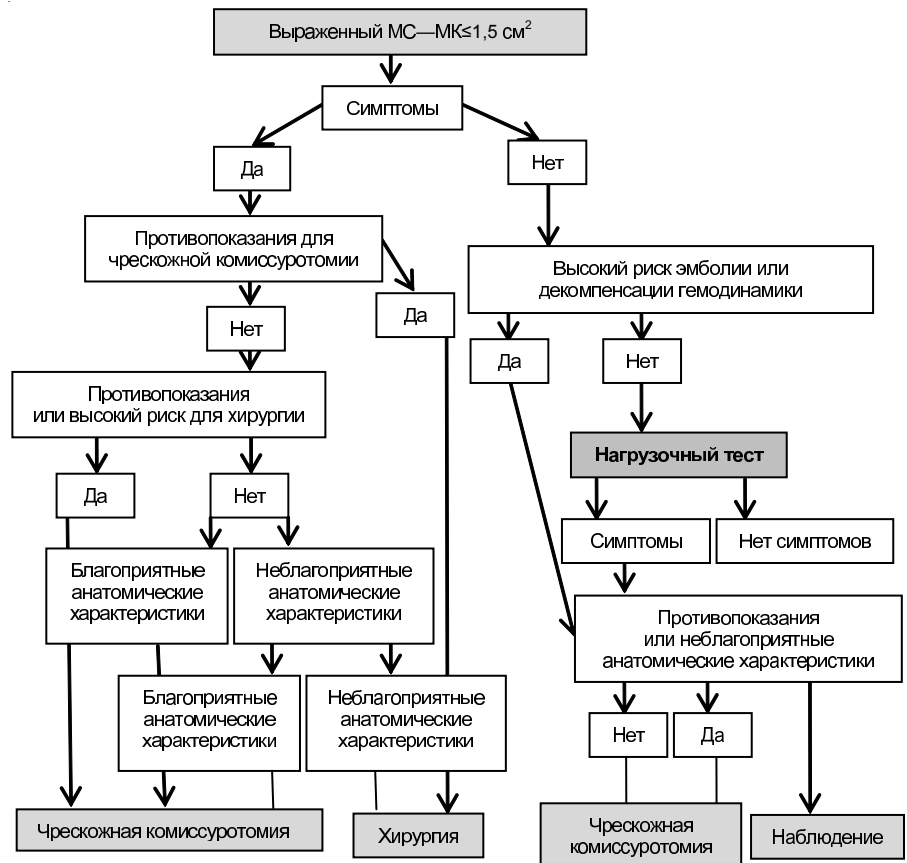 Выраженный МС—МК≤1,5 см²
Симптомы
Да
Нет
Противопоказания для
чрескожной комиссуротомии
Высокий риск эмболии или
декомпенсации гемодинамики
Да
Нет
Да
Нет
Противопоказания
или высокий риск для хирургии
Нагрузочный тест
Да
Нет
Симптомы
Нет симптомов
Благоприятные
анатомические
характеристики
Неблагоприятные
анатомические
характеристики
Противопоказания
или неблагоприятные
анатомические характеристики
Благоприятные
анатомические
характеристики
Неблагоприятные
анатомические
характеристики
Нет
Да
Чрескожная комиссуротомия
Хирургия
Чрескожная
комиссуротомия
Наблюдение